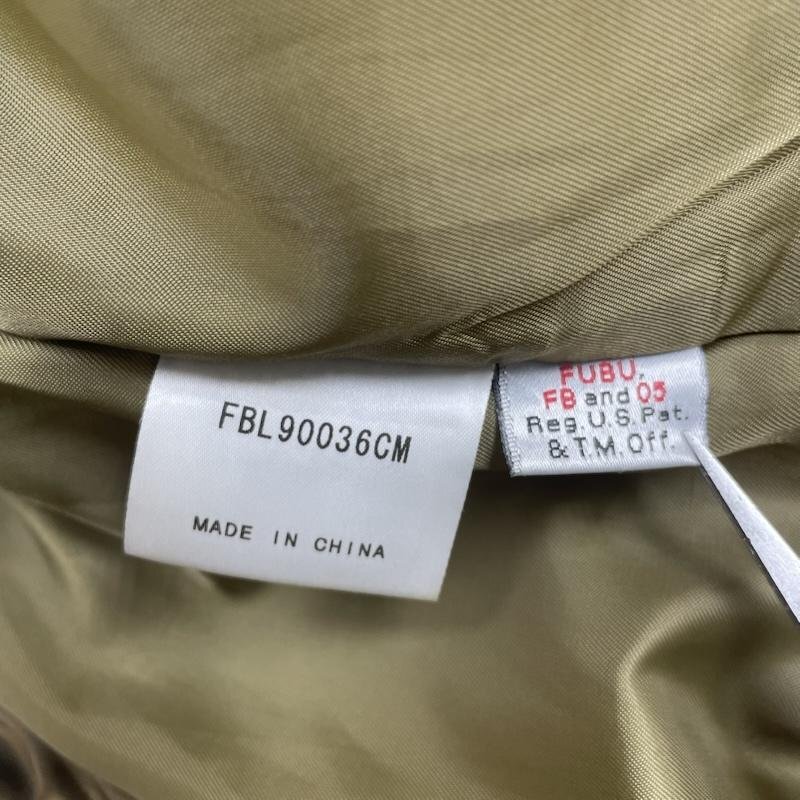 FBL90036CM
MADE IN CHINA
FUBU,
FB and 05
Reg. U.S. Pat.
& T.M. Off.